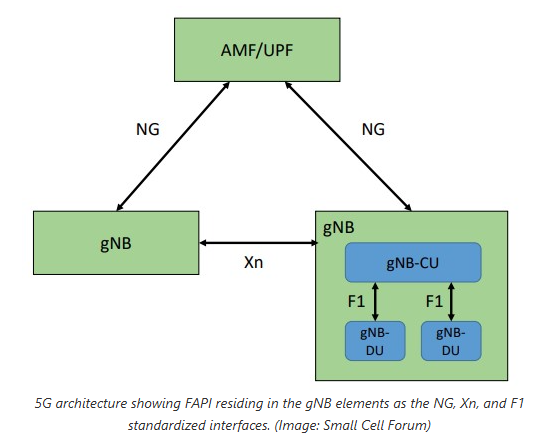 AMF/UPF
NG
NG
gNB
Xn
gNB
gNB-CU
F1
F1
gNB-
DU
gNB-
DU
5G architecture showing FAPI residing in the gNB elements as the NG, Xn, and F1
standardized interfaces. (Image: Small Cell Forum)